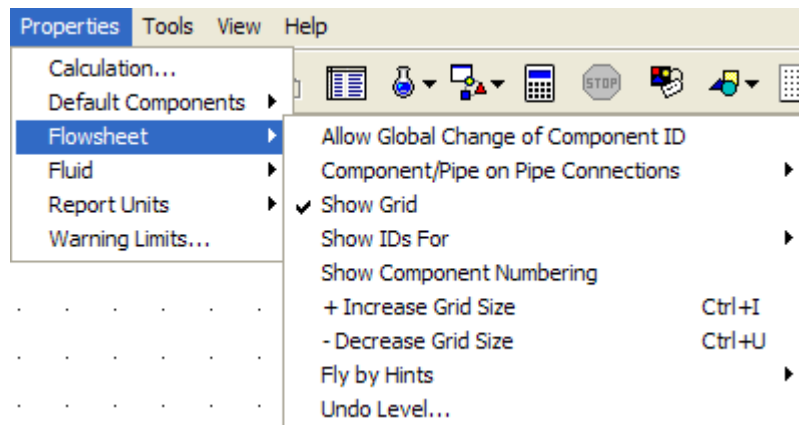 Properties Tools View Help
Calculation...
Default Components
STOP
Flowsheet
Allow Global Change of Component ID
Fluid
Component/Pipe on Pipe Connections
Report Units
Show Grid
Warning Limits...
Show IDs For
Show Component Numbering
+ Increase Grid Size Ctrl+I
- Decrease Grid Size Ctrl+U
Fly by Hints
Undo Level...